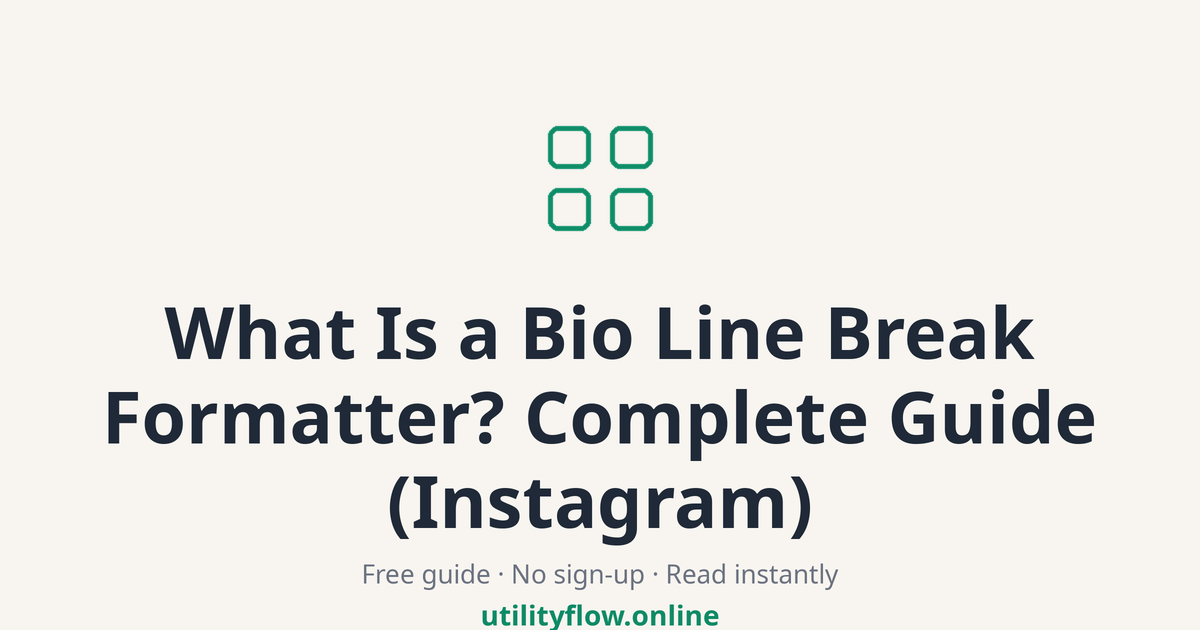 What Is a Bio Line Break
Formatter? Complete Guide
(Instagram)
Free guide · No sign-up · Read instantly
utilityflow.online